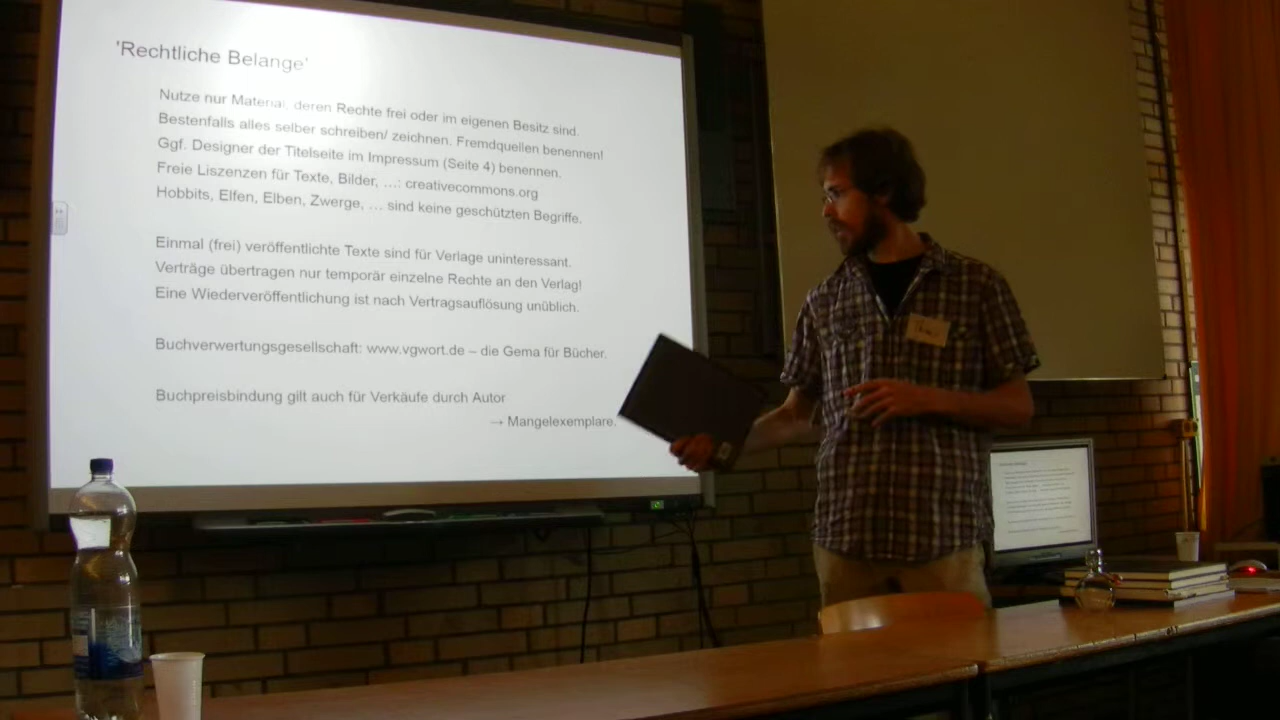 'Rechtliche Belange'
Nutze nur Material, deren Rechte frei oder im eigenen Besitz sind.
Bestenfalls alles selber schreiben/ zeichnen. Fremdquellen benennen!
Ggf. Designer der Titelseite im Impressum (Seite 4) benennen.
Freie Liszenzen für Texte, Bilder, …: creativecommons.org
Hobbits, Elfen, Elben, Zwerge, … sind keine geschützten Begriffe.
Einmal (frei) veröffentlichte Texte sind für Verlage uninteressant.
Verträge übertragen nur temporär einzelne Rechte an den Verlag!
Eine Wiederveröffentlichung ist nach Vertragsauflösung unüblich.
Buchverwertungsgesellschaft: www.vgwort.de – die Gema für Bücher.
Buchpreisbindung gilt auch für Verkäufe durch Autor
→ Mangelexemplare.